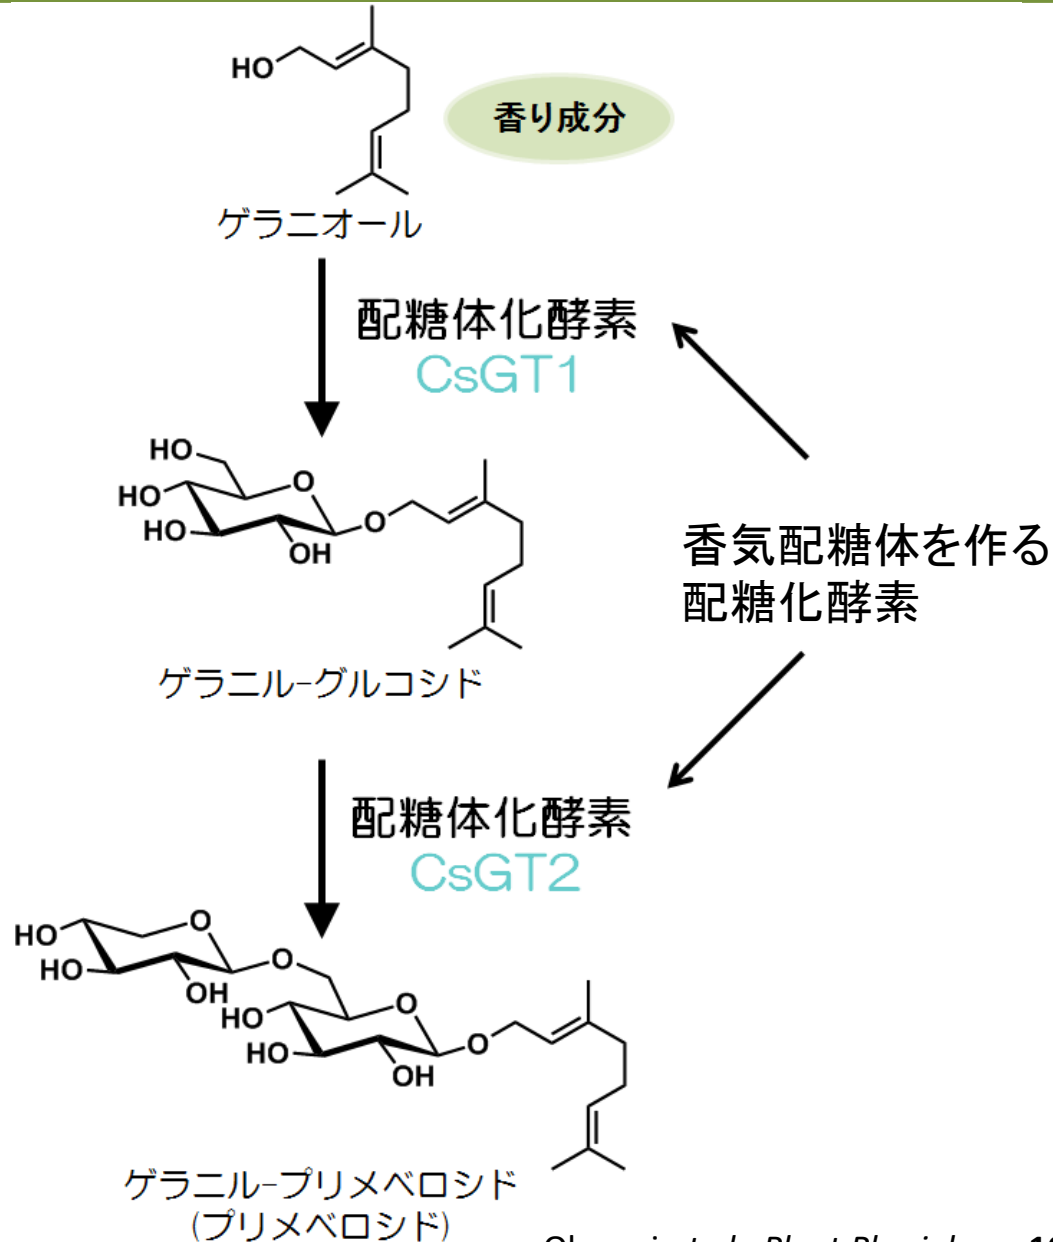 HO
香り成分
ゲラニオール
配糖体化酵素
CsGT1
HO
O
HO
HO
O
OH
香気配糖体を作る
配糖化酵素
ゲラニル-グルコシド
配糖体化酵素
CsGT2
O
HO
O
HO
OH
O
HO
O
HO
OH
ゲラニル-プリメベロシド
(プリメベロシド)